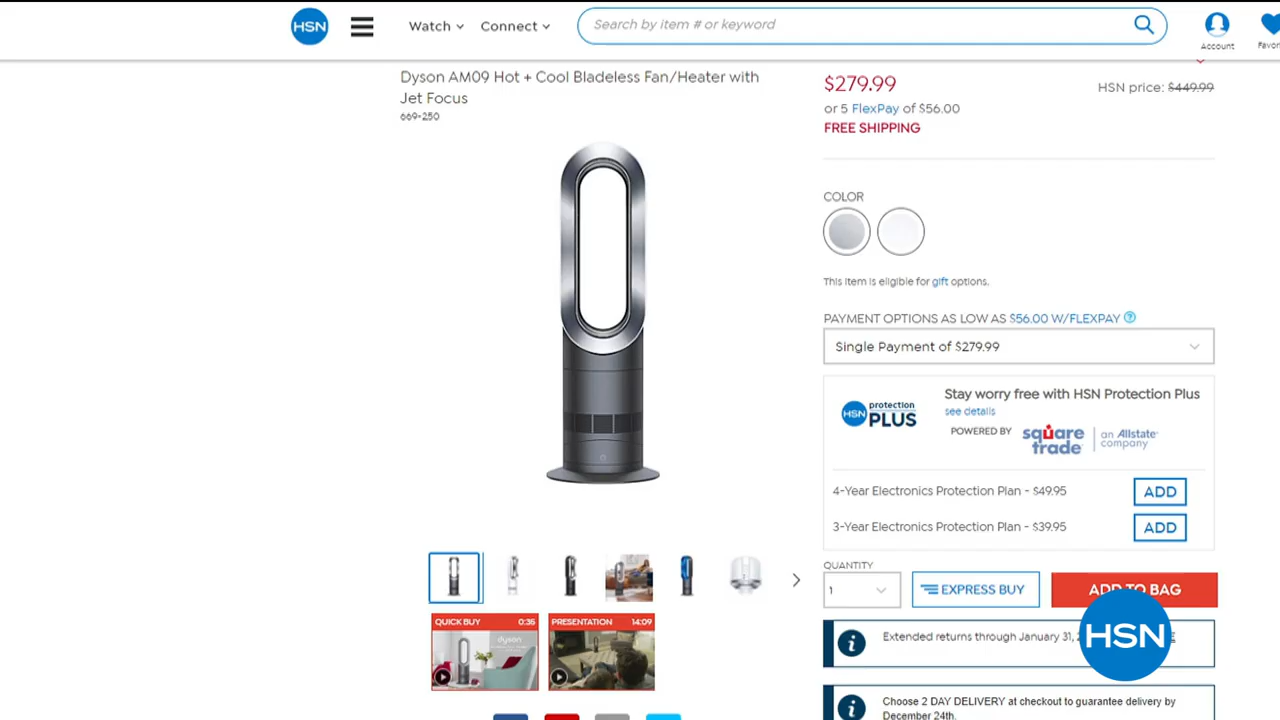 HSN
Watch
Connect
Search by item # or keyword
Account
Favori
Dyson AM09 Hot + Cool Bladeless Fan/Heater with
Jet Focus
669-250
$279.99
HSN price: $449.99
or 5 FlexPay of $56.00
FREE SHIPPING
COLOR
This item is eligible for gift options.
PAYMENT OPTIONS AS LOW AS $56.00 W/FLEXPAY ?
Single Payment of $279.99
HSN protection PLUS
Stay worry free with HSN Protection Plus
see details
POWERED BY square trade | an Allstate company
4-Year Electronics Protection Plan - $49.95
ADD
3-Year Electronics Protection Plan - $39.95
ADD
QUANTITY
1
EXPRESS BUY
ADD TO BAG
QUICK BUY 0:35
dyson
PRESENTATION 14:09
Extended returns through January 31,
HSN
Choose 2 DAY DELIVERY at checkout to guarantee delivery by
December 24th.